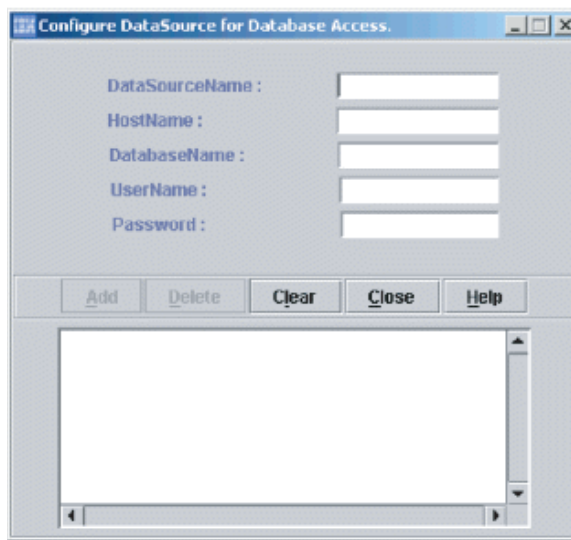 Configure DataSource for Database Access.
DataSourceName :
HostName :
DatabaseName :
UserName :
Password :
Add Delete Clear Close Help